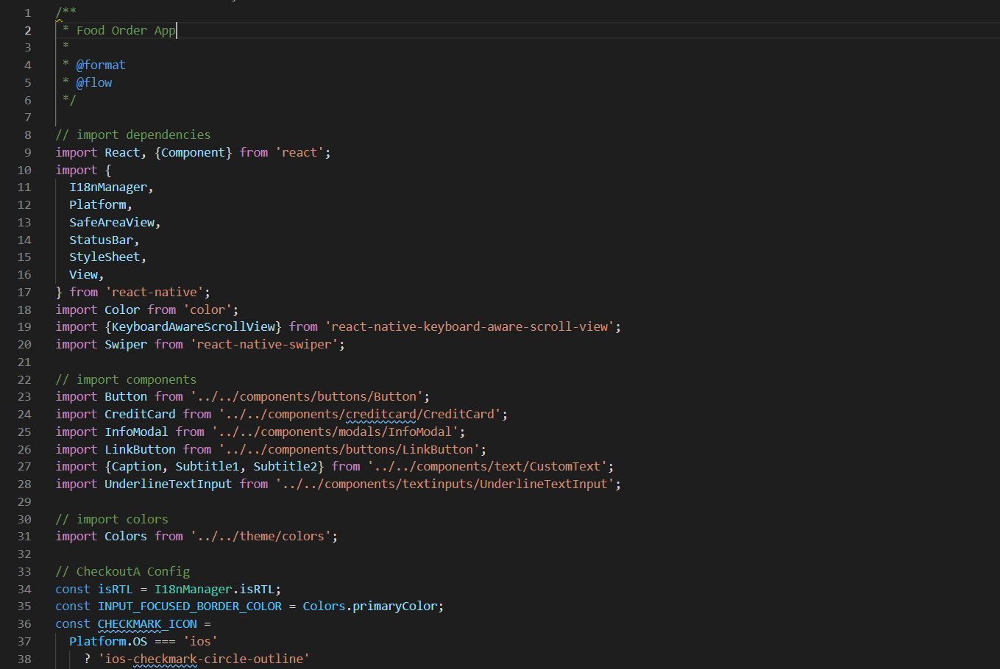 1 /**
2  * Food Order App
3  *
4  * @format
5  * @flow
6  */
7
8 // import dependencies
9 import React, {Component} from 'react';
10 import {
11   I18nManager,
12   Platform,
13   SafeAreaView,
14   StatusBar,
15   StyleSheet,
16   View,
17 } from 'react-native';
18 import Color from 'color';
19 import {KeyboardAwareScrollView} from 'react-native-keyboard-aware-scroll-view';
20 import Swiper from 'react-native-swiper';
21
22 // import components
23 import Button from '../../components/buttons/Button';
24 import CreditCard from '../../components/creditcard/CreditCard';
25 import InfoModal from '../../components/modals/InfoModal';
26 import LinkButton from '../../components/buttons/LinkButton';
27 import {Caption, Subtitle1, Subtitle2} from '../../components/text/CustomText';
28 import UnderlineTextInput from '../../components/textinputs/UnderlineTextInput';
29
30 // import colors
31 import Colors from '../../theme/colors';
32
33 // CheckoutA Config
34 const isRTL = I18nManager.isRTL;
35 const INPUT_FOCUSED_BORDER_COLOR = Colors.primaryColor;
36 const CHECKMARK_ICON =
37   Platform.OS === 'ios'
38     ? 'ios-checkmark-circle-outline'